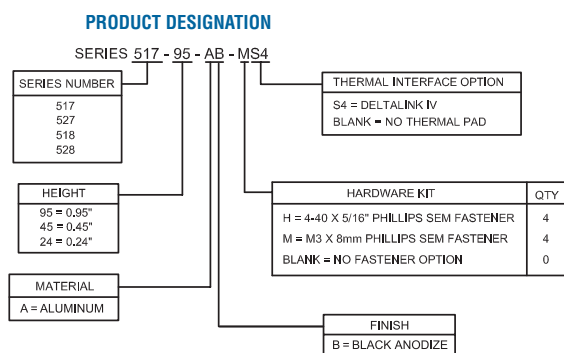 PRODUCT DESIGNATION
SERIES 517 - 95 - AB - MS4
SERIES NUMBER
517
527
518
528
THERMAL INTERFACE OPTION
S4 = DELTALINK IV
BLANK = NO THERMAL PAD
HEIGHT
95 = 0.95"
45 = 0.45"
24 = 0.24"
HARDWARE KIT QTY
H = 4-40 X 5/16" PHILLIPS SEM FASTENER 4
M = M3 X 8mm PHILLIPS SEM FASTENER 4
BLANK = NO FASTENER OPTION 0
MATERIAL
A = ALUMINUM
FINISH
B = BLACK ANODIZE